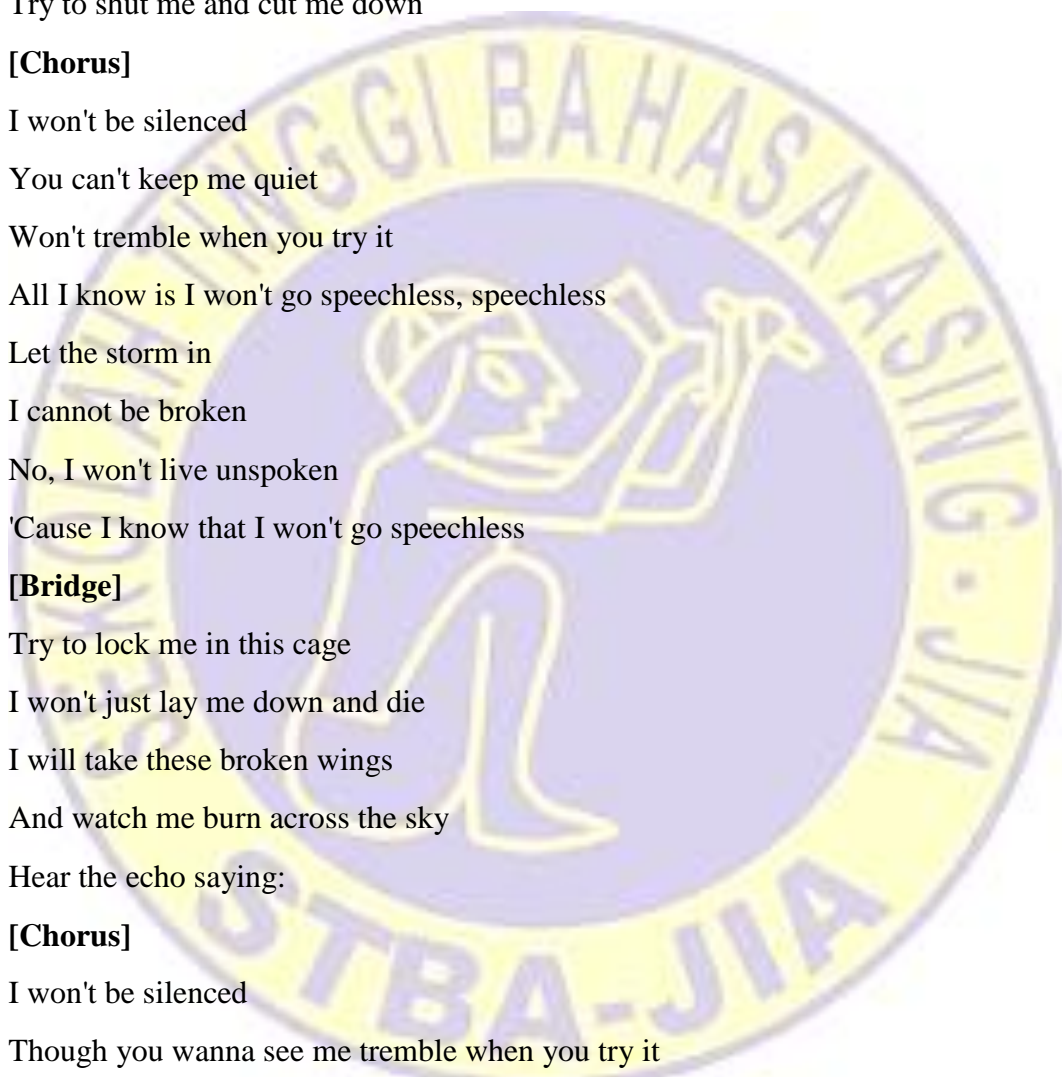 Try to shut me and cut me down
[Chorus]
I won't be silenced
You can't keep me quiet
Won't tremble when you try it
All I know is I won't go speechless, speechless
Let the storm in
I cannot be broken
No, I won't live unspoken
'Cause I know that I won't go speechless
[Bridge]
Try to lock me in this cage
I won't just lay me down and die
I will take these broken wings
And watch me burn across the sky
Hear the echo saying:
[Chorus]
I won't be silenced
Though you wanna see me tremble when you try it
SEKOLAH TINGGI BAHASA ASING - JIA
STBA-JIA